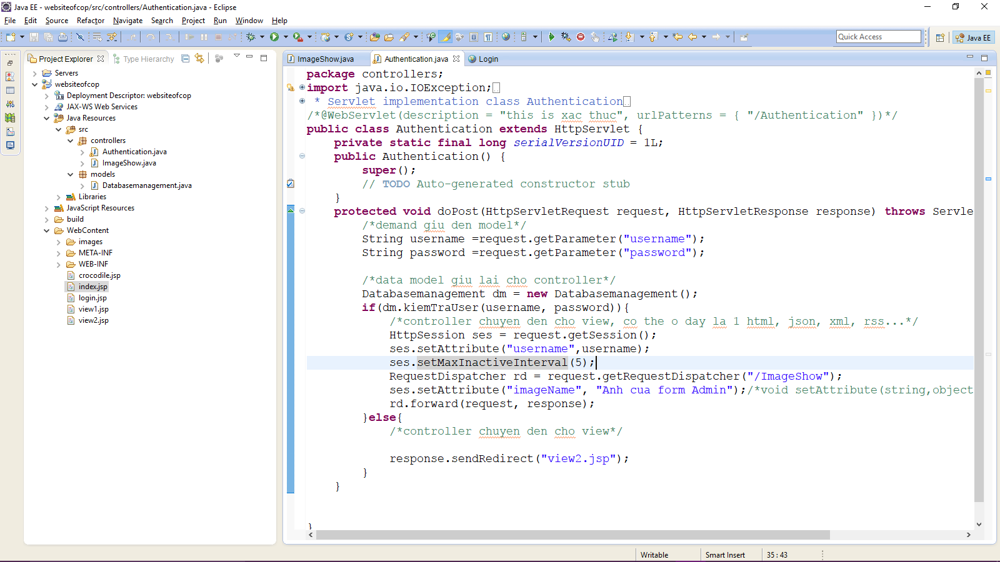 Java EE - websiteofcop/src/controllers/Authentication.java - Eclipse
File Edit Source Refactor Navigate Search Project Run Window Help
Quick Access
Java EE
Project Explorer
Type Hierarchy
Servers
websiteofcop
Deployment Descriptor: websiteofcop
JAX-WS Web Services
Java Resources
src
controllers
Authentication.java
ImageShow.java
models
Databasemanagement.java
Libraries
JavaScript Resources
build
WebContent
images
META-INF
WEB-INF
crocodile.jsp
index.jsp
login.jsp
view1.jsp
view2.jsp
ImageShow.java
Authentication.java
Login
package controllers;
import java.io.IOException;
* Servlet implementation class Authentication
/*@WebServlet(description = "this is xac thuc", urlPatterns = { "/Authentication" })*/
public class Authentication extends HttpServlet {
private static final long serialVersionUID = 1L;
public Authentication() {
super();
// TODO Auto-generated constructor stub
}
protected void doPost(HttpServletRequest request, HttpServletResponse response) throws Servle
/*demand giu den model*/
String username =request.getParameter("username");
String password =request.getParameter("password");
/*data model giu lai cho controller*/
Databasemanagement dm = new Databasemanagement();
if(dm.kiemTraUser(username, password)){
/*controller chuyen den cho view, co the o day la 1 html, json, xml, rss...*/
HttpSession ses = request.getSession();
ses.setAttribute("username",username);
ses.setMaxInactiveInterval(5);
RequestDispatcher rd = request.getRequestDispatcher("/ImageShow");
ses.setAttribute("imageName", "Anh cua form Admin");/*void setAttribute(string,object
rd.forward(request, response);
}else{
/*controller chuyen den cho view*/
response.sendRedirect("view2.jsp");
}
}
}
Writable
Smart Insert
35 : 43